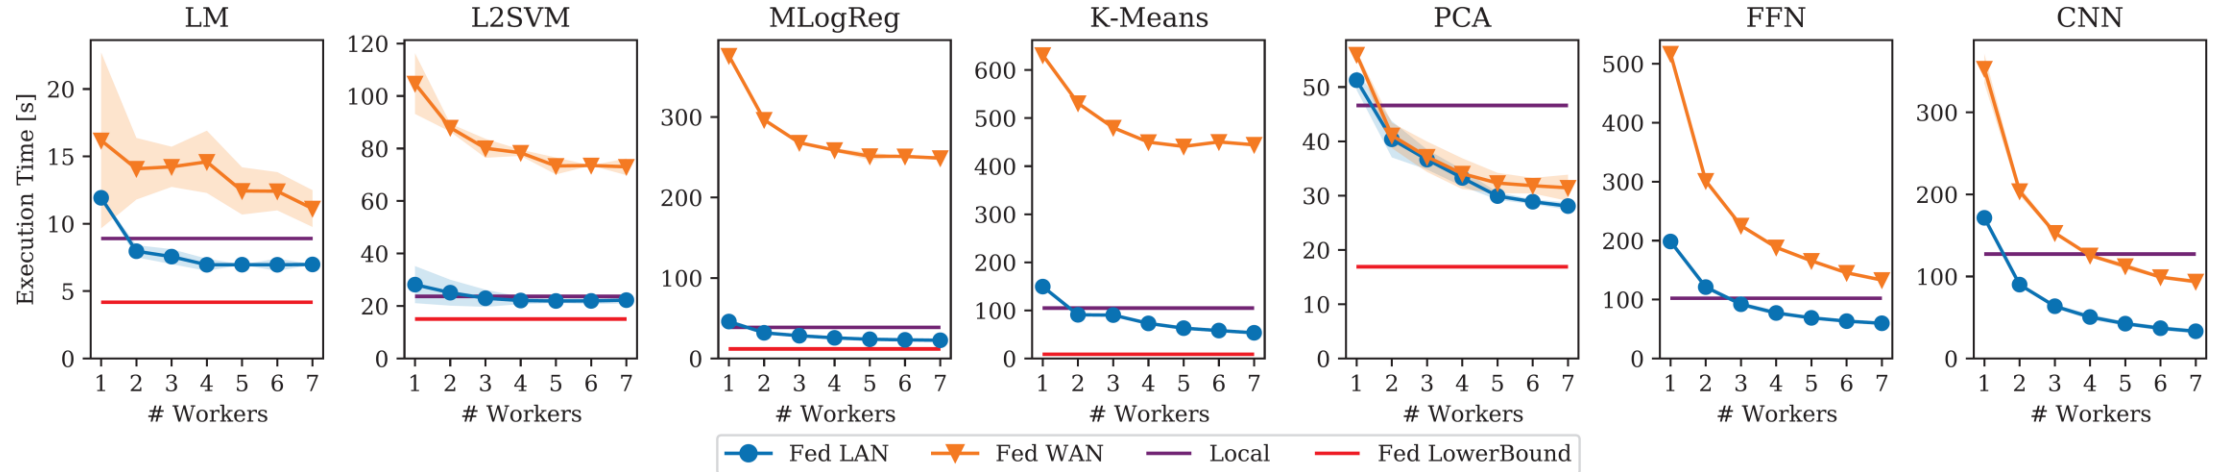 LM L2SVM MLogReg K-Means PCA FFN CNN
Execution Time [s]
20
15
10
5
0
1 2 3 4 5 6 7
# Workers
120
100
80
60
40
20
0
1 2 3 4 5 6 7
# Workers
300
200
100
0
1 2 3 4 5 6 7
# Workers
600
500
400
300
200
100
0
1 2 3 4 5 6 7
# Workers
50
40
30
20
10
0
1 2 3 4 5 6 7
# Workers
500
400
300
200
100
0
1 2 3 4 5 6 7
# Workers
300
200
100
0
1 2 3 4 5 6 7
# Workers
Fed LAN Fed WAN Local Fed LowerBound